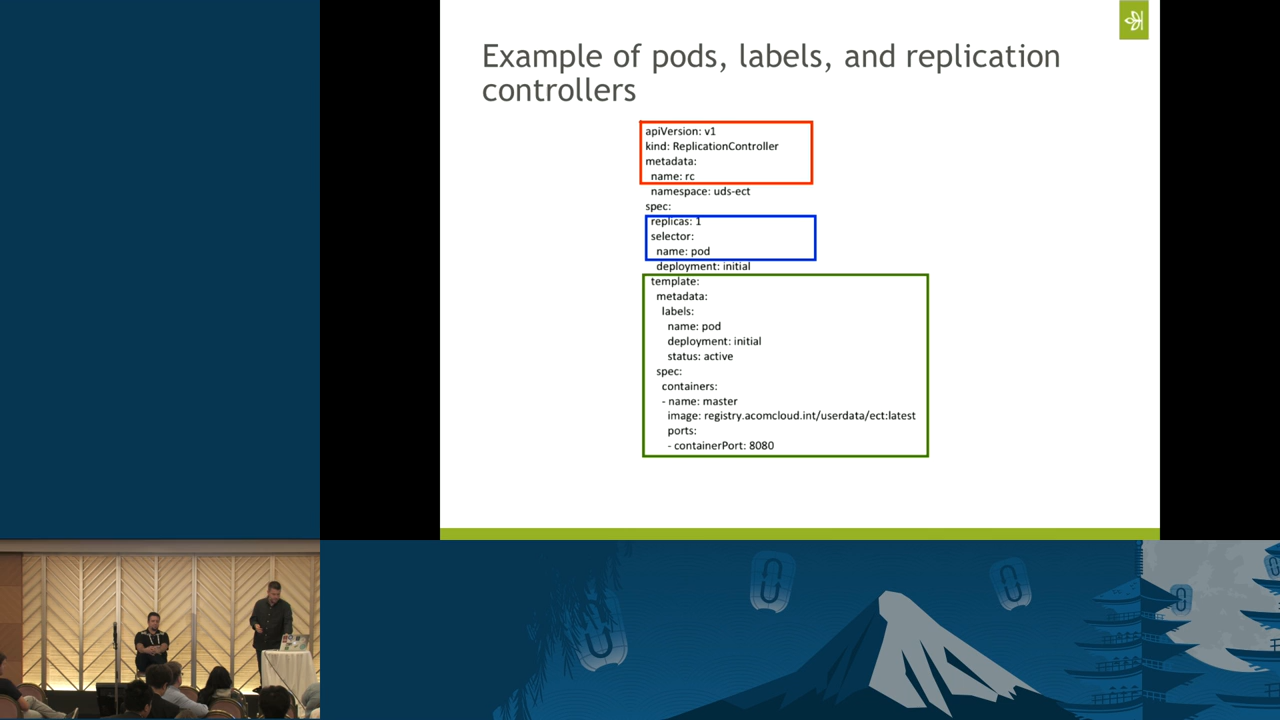 Example of pods, labels, and replication
controllers
apiVersion: v1
kind: ReplicationController
metadata:
name: rc
namespace: uds-ect
spec:
replicas: 1
selector:
name: pod
deployment: initial
template:
metadata:
labels:
name: pod
deployment: initial
status: active
spec:
containers:
- name: master
image: registry.acomcloud.int/userdata/ect:latest
ports:
- containerPort: 8080